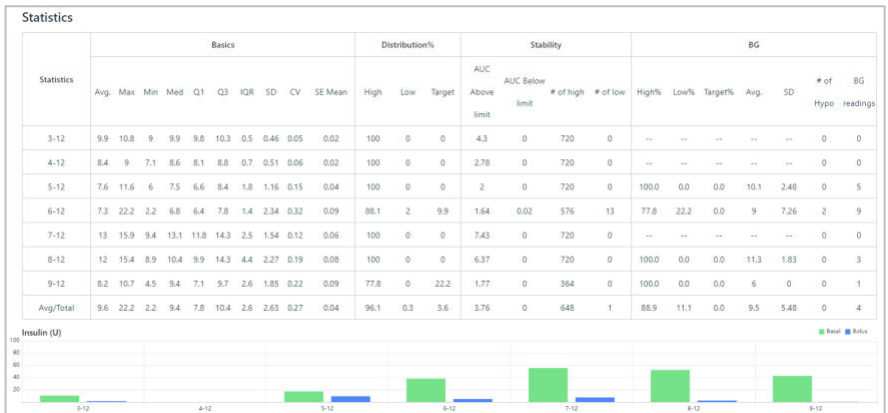 Statistics
Statistics Basics Distribution% Stability BG
Avg. Max Min Med Q1 Q3 IQR SD CV SE Mean High Low Target AUC Above limit AUC Below limit # of high # of low High% Low% Target% Avg. SD # of Hypo BG readings
3-12 9.9 10.8 9 9.9 9.8 10.3 0.5 0.46 0.05 0.02 100 0 0 4.3 0 720 0 -- -- -- -- -- 0 0
4-12 8.4 9 7.1 8.6 8.1 8.8 0.7 0.51 0.06 0.02 100 0 0 2.78 0 720 0 -- -- -- -- -- 0 0
5-12 7.6 11.6 6 7.5 6.6 8.4 1.8 1.16 0.15 0.04 100 0 0 2 0 720 0 100.0 0.0 0.0 10.1 2.48 0 5
6-12 7.3 22.2 2.2 6.8 6.4 7.8 1.4 2.34 0.32 0.09 88.1 2 9.9 1.64 0.02 576 13 77.8 22.2 0.0 9 7.26 2 9
7-12 13 15.9 9.4 13.1 11.8 14.3 2.5 1.54 0.12 0.06 100 0 0 7.43 0 720 0 -- -- -- -- -- 0 0
8-12 12 15.4 8.9 10.4 9.9 14.3 4.4 2.27 0.19 0.08 100 0 0 6.37 0 720 0 100.0 0.0 0.0 11.3 1.83 0 3
9-12 8.2 10.7 4.5 9.4 7.1 9.7 2.6 1.85 0.22 0.09 77.8 0 22.2 1.77 0 364 0 100.0 0.0 0.0 6 0 0 1
Avg/Total 9.6 22.2 2.2 9.4 7.8 10.4 2.6 2.63 0.27 0.04 96.1 0.3 3.6 3.76 0 648 1 88.9 11.1 0.0 9.5 5.48 0 4
Insulin (U) Basal Bolus
100
80
60
40
20
3-12 4-12 5-12 6-12 7-12 8-12 9-12